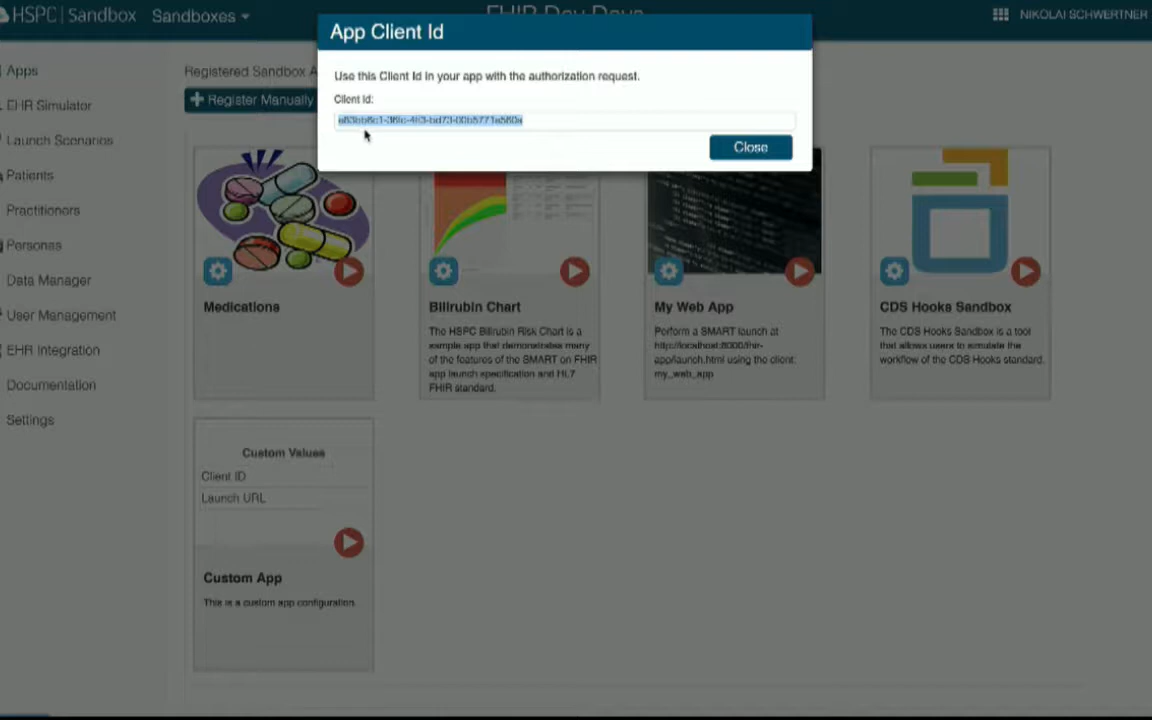 HSPC | Sandbox
Sandboxes
FHIR Dev Days
NIKOLAI SCHWERTNER
App Client Id
Use this Client Id in your app with the authorization request.
Client Id:
Close
Apps
EHR Simulator
Launch Scenarios
Patients
Practitioners
Personas
Data Manager
User Management
EHR Integration
Documentation
Settings
Registered Sandbox A
Register Manually
Medications
Bilirubin Chart
The HSPC Bilirubin Risk Chart is a
sample app that demonstrates many
of the features of the SMART on FHIR
app launch specification and HL7
FHIR standard.
My Web App
Perform a SMART launch at
http://localhost:8000/fhir-
app/launch.html using the client:
my_web_app
CDS Hooks Sandbox
The CDS Hooks Sandbox is a tool
that allows users to simulate the
workflow of the CDS Hooks standard.
Custom Values
Client ID
Launch URL
Custom App
This is a custom app configuration.